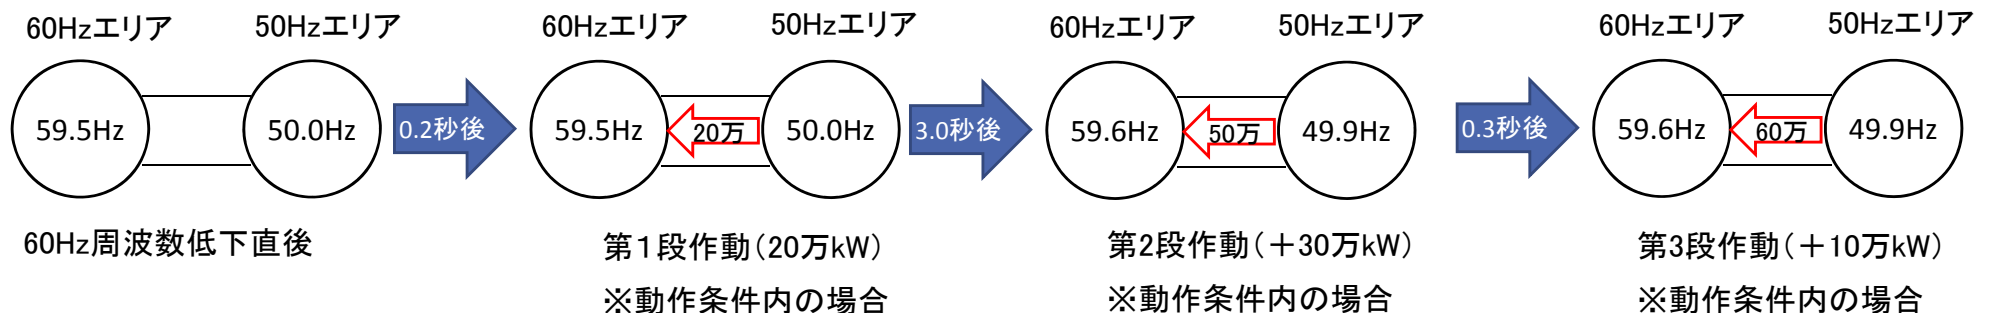 60Hzエリア 50Hzエリア
59.5Hz 50.0Hz
60Hz周波数低下直後
0.2秒後
60Hzエリア 50Hzエリア
59.5Hz 20万 50.0Hz
第1段作動(20万kW)
※動作条件内の場合
3.0秒後
60Hzエリア 50Hzエリア
59.6Hz 50万 49.9Hz
第2段作動(+30万kW)
※動作条件内の場合
0.3秒後
60Hzエリア 50Hzエリア
59.6Hz 60万 49.9Hz
第3段作動(+10万kW)
※動作条件内の場合